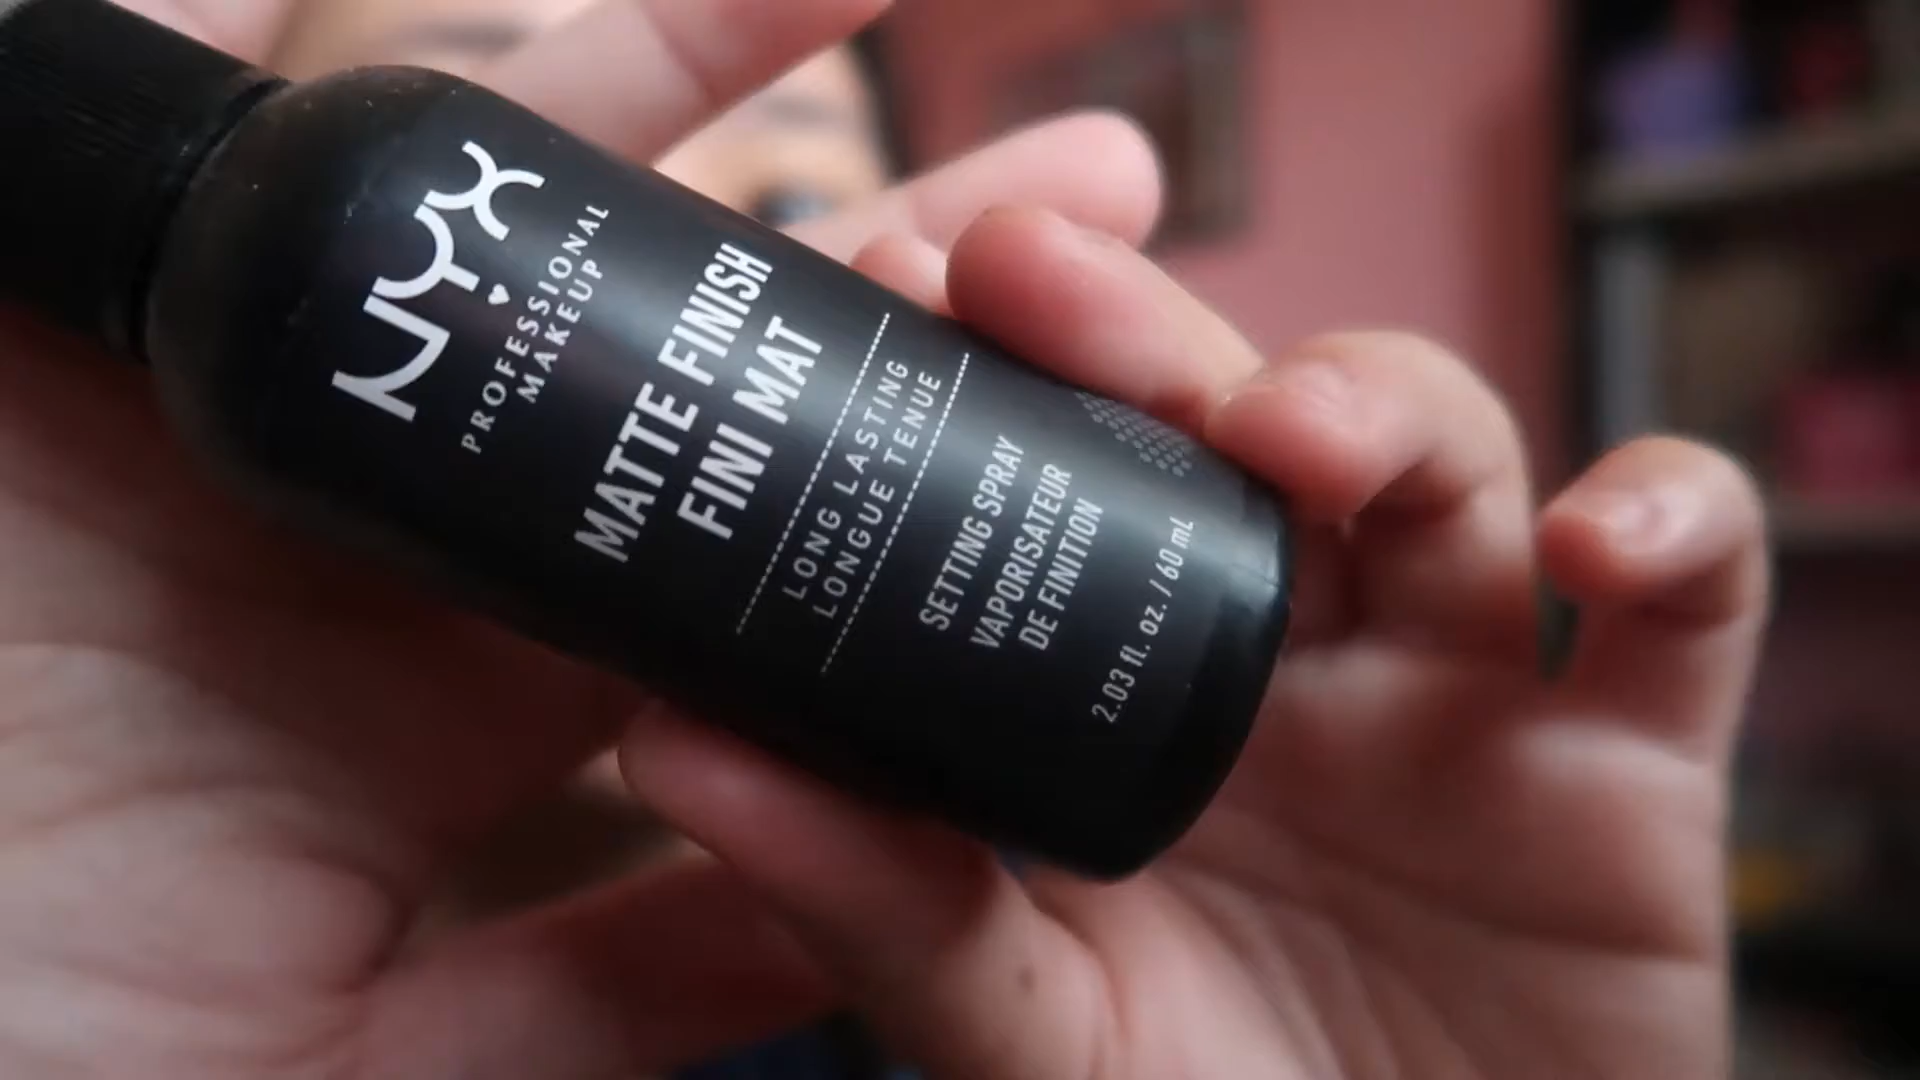 NYX
PROFESSIONAL
MAKEUP
MATTE FINISH
FINI MAT
LONG LASTING
LONGUE TENUE
SETTING SPRAY
VAPORISATEUR
DE FINITION
2.03 fl. oz. / 60 mL